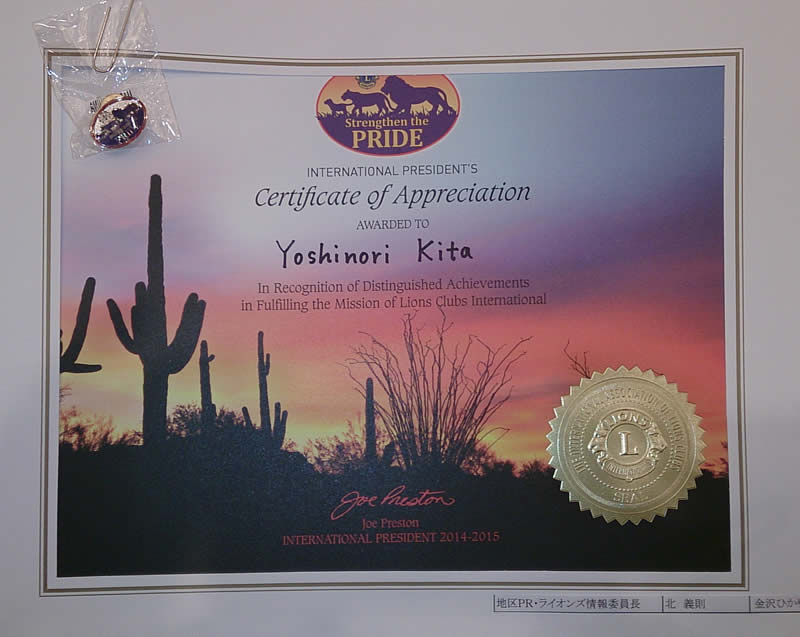 Strengthen the
PRIDE
INTERNATIONAL PRESIDENT'S
Certificate of Appreciation
AWARDED TO
Yoshinori Kita
In Recognition of Distinguished Achievements
in Fulfilling the Mission of Lions Clubs International
LIONS
L
INTERNATIONAL
SEAL
Joe Preston
Joe Preston
INTERNATIONAL PRESIDENT 2014-2015
地区PR・ライオンズ情報委員長 北 義則 金沢ひか